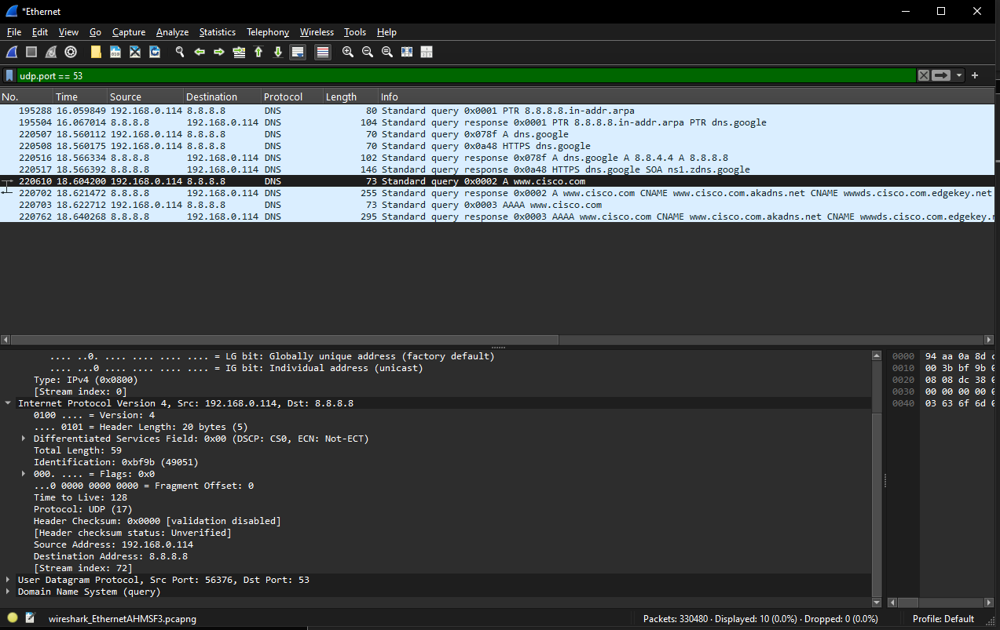 *Ethernet
File Edit View Go Capture Analyze Statistics Telephony Wireless Tools Help
udp.port == 53
No. Time Source Destination Protocol Length Info
195288 16.059849 192.168.0.114 8.8.8.8 DNS 80 Standard query 0x0001 PTR 8.8.8.8.in-addr.arpa
195504 16.067014 8.8.8.8 192.168.0.114 DNS 104 Standard query response 0x0001 PTR 8.8.8.8.in-addr.arpa PTR dns.google
220507 18.560112 192.168.0.114 8.8.8.8 DNS 70 Standard query 0x078f A dns.google
220508 18.560175 192.168.0.114 8.8.8.8 DNS 70 Standard query 0x0a48 HTTPS dns.google
220516 18.566334 8.8.8.8 192.168.0.114 DNS 102 Standard query response 0x078f A dns.google A 8.8.4.4 A 8.8.8.8
220517 18.566392 8.8.8.8 192.168.0.114 DNS 146 Standard query response 0x0a48 HTTPS dns.google SOA ns1.zdns.google
220610 18.604200 192.168.0.114 8.8.8.8 DNS 73 Standard query 0x0002 A www.cisco.com
220702 18.621472 8.8.8.8 192.168.0.114 DNS 255 Standard query response 0x0002 A www.cisco.com CNAME www.cisco.com.akadns.net CNAME wwwds.cisco.com.edgekey.net
220703 18.622712 192.168.0.114 8.8.8.8 DNS 73 Standard query 0x0003 AAAA www.cisco.com
220762 18.640268 8.8.8.8 192.168.0.114 DNS 295 Standard query response 0x0003 AAAA www.cisco.com CNAME www.cisco.com.akadns.net CNAME wwwds.cisco.com.edgekey.
.... ..0. .... .... .... .... = LG bit: Globally unique address (factory default)
.... ...0 .... .... .... .... = IG bit: Individual address (unicast)
Type: IPv4 (0x0800)
[Stream index: 0]
Internet Protocol Version 4, Src: 192.168.0.114, Dst: 8.8.8.8
0100 .... = Version: 4
.... 0101 = Header Length: 20 bytes (5)
Differentiated Services Field: 0x00 (DSCP: CS0, ECN: Not-ECT)
Total Length: 59
Identification: 0xbf9b (49051)
000. .... = Flags: 0x0
...0 0000 0000 0000 = Fragment Offset: 0
Time to Live: 128
Protocol: UDP (17)
Header Checksum: 0x0000 [validation disabled]
[Header checksum status: Unverified]
Source Address: 192.168.0.114
Destination Address: 8.8.8.8
[Stream index: 72]
User Datagram Protocol, Src Port: 56376, Dst Port: 53
Domain Name System (query)
0000 94 aa 0a 8d
0010 00 3b bf 9b
0020 08 08 dc 38
0030 00 00 00 00
0040 03 63 6f 6d
wireshark_EthernetAHMSF3.pcapng
Packets: 330480 · Displayed: 10 (0.0%) · Dropped: 0 (0.0%)
Profile: Default